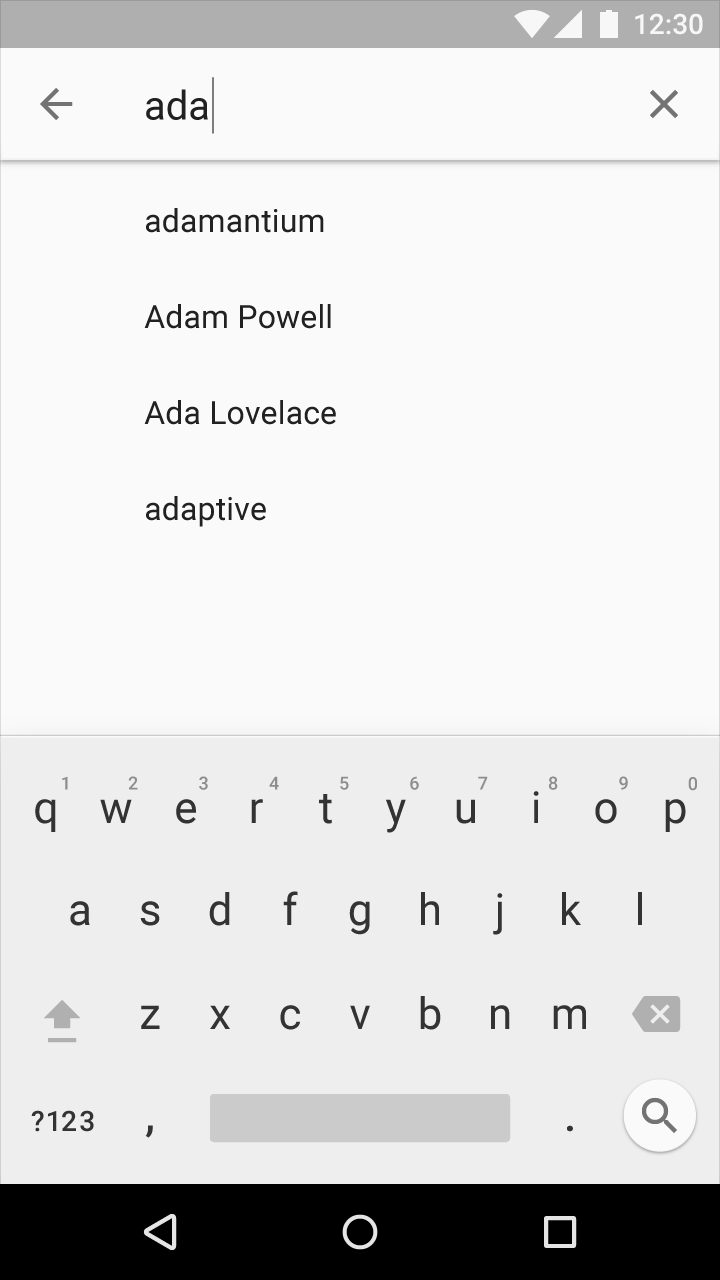 12:30
ada
adamantium
Adam Powell
Ada Lovelace
adaptive
1 2 3 4 5 6 7 8 9 0
q w e r t y u i o p
a s d f g h j k l
z x c v b n m
?123 , .